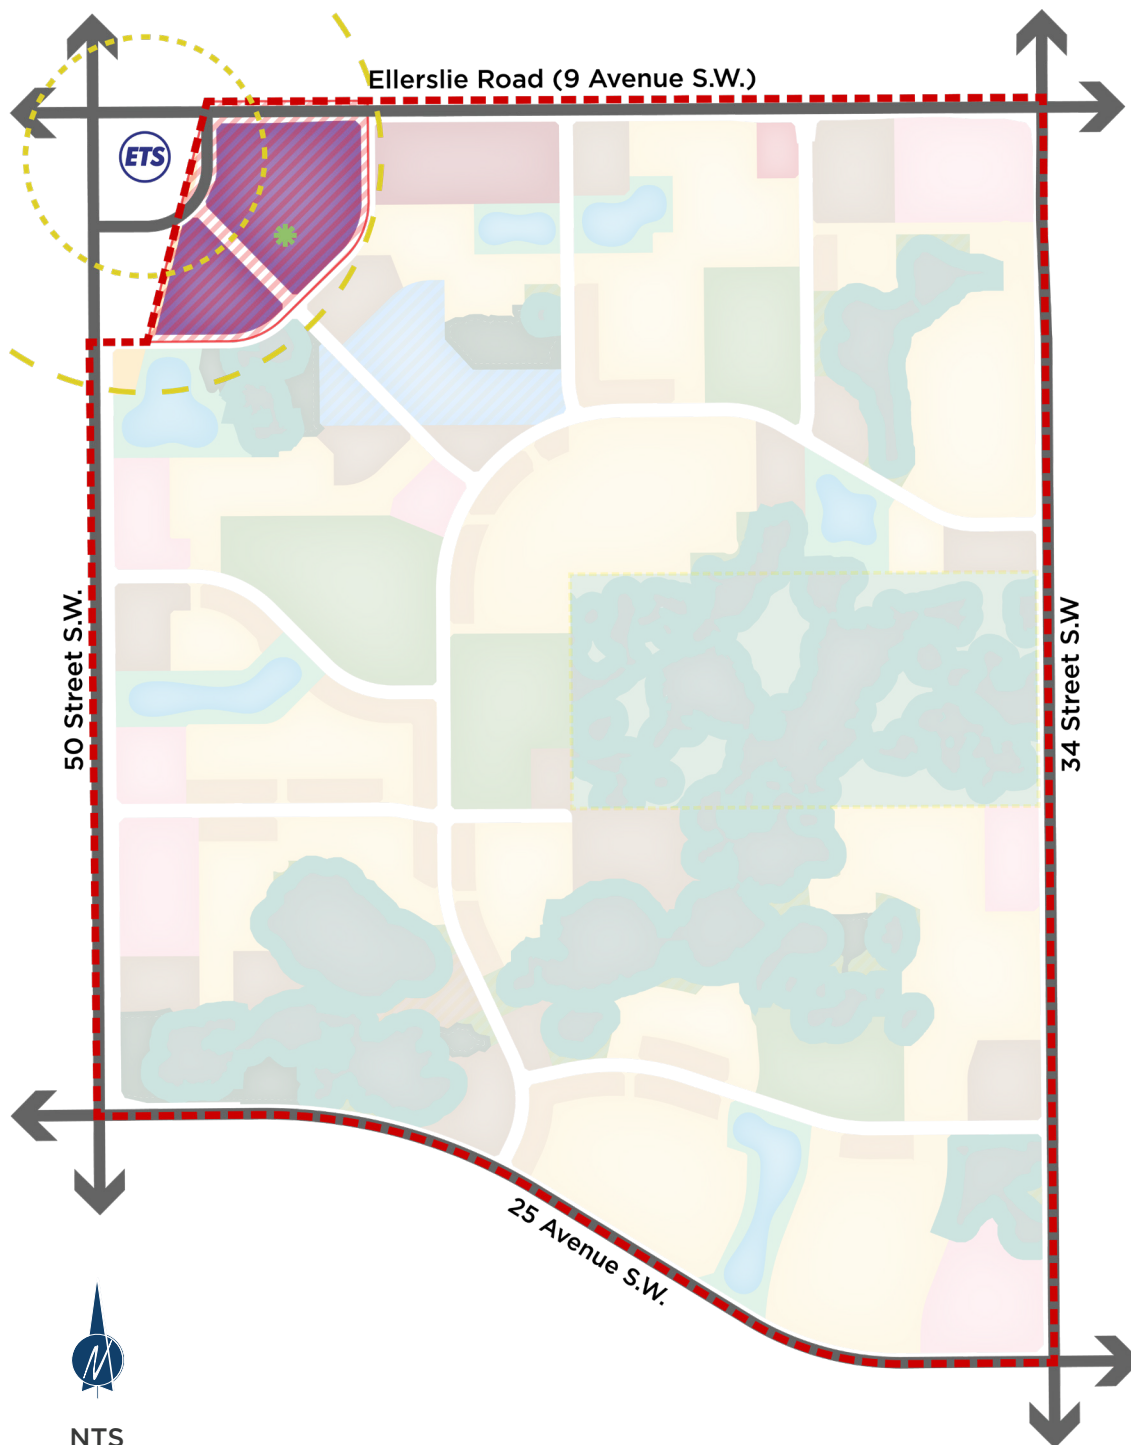 Ellerslie Road (9 Avenue S.W.)
ETS
50 Street S.W.
34 Street S.W
25 Avenue S.W.
N
NTS